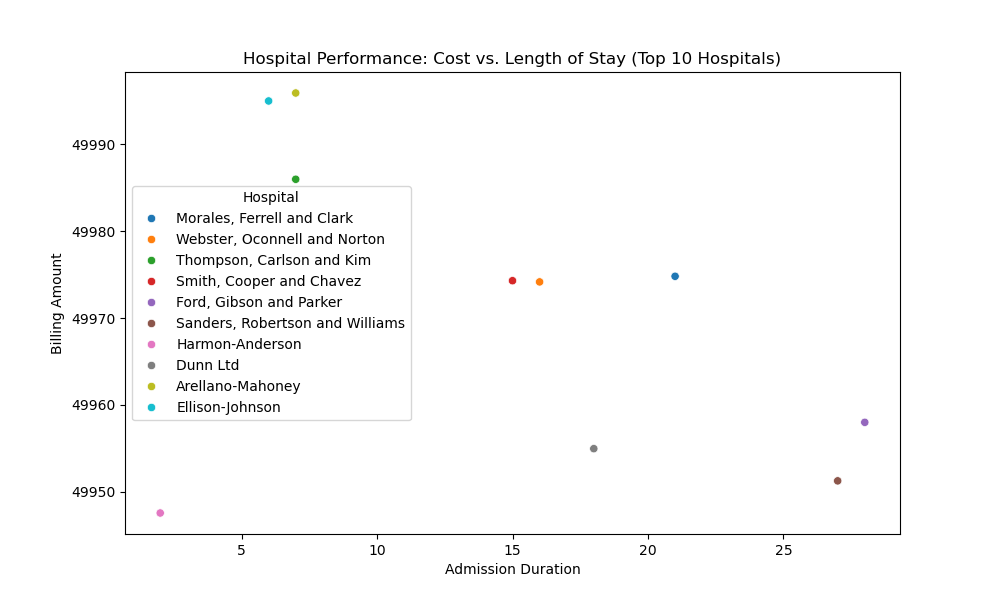 Hospital Performance: Cost vs. Length of Stay (Top 10 Hospitals)
49990
49980
49970
49960
49950
Billing Amount
Hospital
Morales, Ferrell and Clark
Webster, Oconnell and Norton
Thompson, Carlson and Kim
Smith, Cooper and Chavez
Ford, Gibson and Parker
Sanders, Robertson and Williams
Harmon-Anderson
Dunn Ltd
Arellano-Mahoney
Ellison-Johnson
5 10 15 20 25
Admission Duration